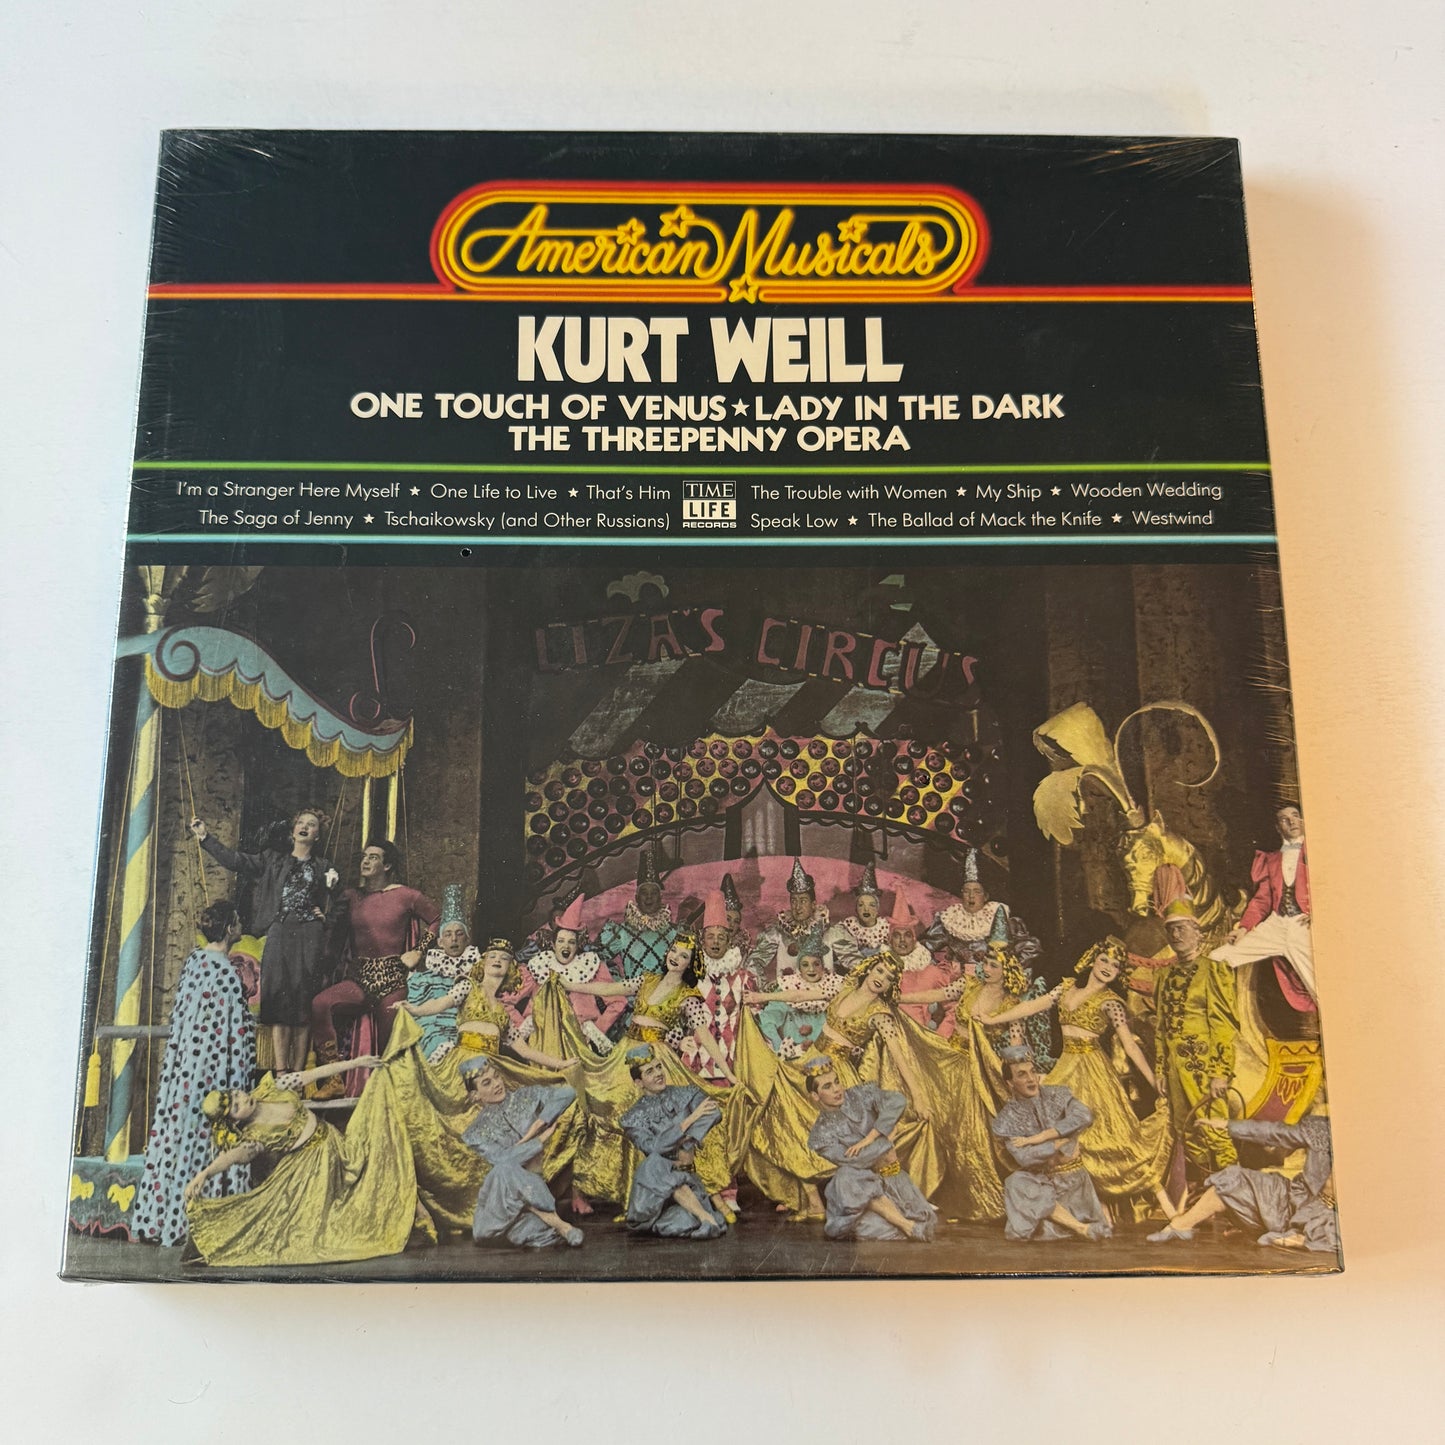 American Musicals
KURT WEILL
ONE TOUCH OF VENUS ★ LADY IN THE DARK
THE THREEPENNY OPERA
I'm a Stranger Here Myself ★ One Life to Live ★ That's Him
The Saga of Jenny ★ Tschaikowsky (and Other Russians)
TIME
LIFE
RECORDS
The Trouble with Women ★ My Ship ★ Wooden Wedding
Speak Low ★ The Ballad of Mack the Knife ★ Westwind
LIZA'S CIRCUS